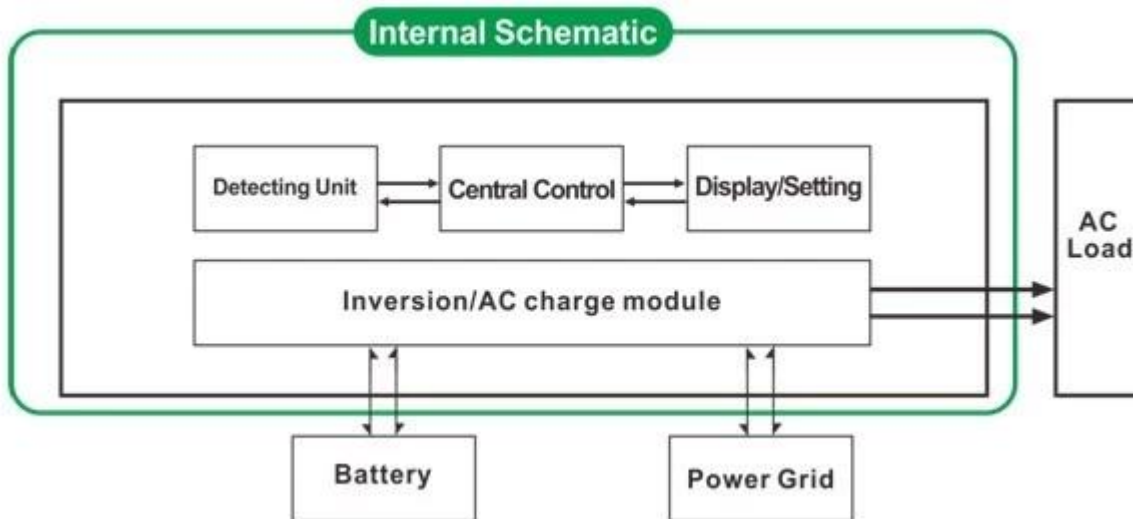 Internal Schematic
Detecting Unit
Central Control
Display/Setting
AC
Load
Inversion/AC charge module
Battery
Power Grid